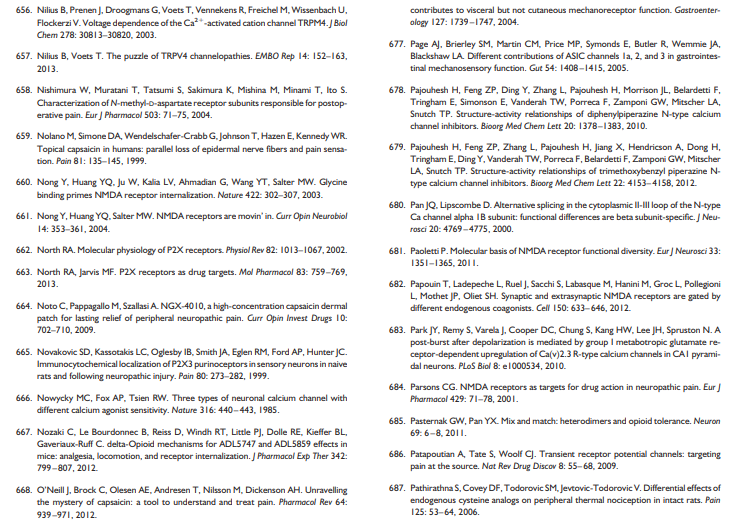 656. Nilius B, Prenen J, Droogmans G, Voets T, Vennekens R, Freichel M, Wissenbach U,
Flockerzi V. Voltage dependence of the Ca2+-activated cation channel TRPM4. J Biol
Chem 278: 30813–30820, 2003.
657. Nilius B, Voets T. The puzzle of TRPV4 channelopathies. EMBO Rep 14: 152–163,
2013.
658. Nishimura W, Muratani T, Tatsumi S, Sakimura K, Mishina M, Minami T, Ito S.
Characterization of N-methyl-D-aspartate receptor subunits responsible for postop-
erative pain. Eur J Pharmacol 503: 71–75, 2004.
659. Nolano M, Simone DA, Wendelschafer-Crabb G, Johnson T, Hazen E, Kennedy WR.
Topical capsaicin in humans: parallel loss of epidermal nerve fibers and pain sensa-
tion. Pain 81: 135–145, 1999.
660. Nong Y, Huang YQ, Ju W, Kalia LV, Ahmadian G, Wang YT, Salter MW. Glycine
binding primes NMDA receptor internalization. Nature 422: 302–307, 2003.
661. Nong Y, Huang YQ, Salter MW. NMDA receptors are movin' in. Curr Opin Neurobiol
14: 353–361, 2004.
662. North RA. Molecular physiology of P2X receptors. Physiol Rev 82: 1013–1067, 2002.
663. North RA, Jarvis MF. P2X receptors as drug targets. Mol Pharmacol 83: 759–769,
2013.
664. Noto C, Pappagallo M, Szallasi A. NGX-4010, a high-concentration capsaicin dermal
patch for lasting relief of peripheral neuropathic pain. Curr Opin Invest Drugs 10:
702–710, 2009.
665. Novakovic SD, Kassotakis LC, Oglesby IB, Smith JA, Eglen RM, Ford AP, Hunter JC.
Immunocytochemical localization of P2X3 purinoceptors in sensory neurons in naive
rats and following neuropathic injury. Pain 80: 273–282, 1999.
666. Nowycky MC, Fox AP, Tsien RW. Three types of neuronal calcium channel with
different calcium agonist sensitivity. Nature 316: 440–443, 1985.
667. Nozaki C, Le Bourdonnec B, Reiss D, Windh RT, Little PJ, Dolle RE, Kieffer BL,
Gaveriaux-Ruff C. delta-Opioid mechanisms for ADL5747 and ADL5859 effects in
mice: analgesia, locomotion, and receptor internalization. J Pharmacol Exp Ther 342:
799–807, 2012.
668. O'Neill J, Brock C, Olesen AE, Andresen T, Nilsson M, Dickenson AH. Unravelling
the mystery of capsaicin: a tool to understand and treat pain. Pharmacol Rev 64:
939–971, 2012.
contributes to visceral but not cutaneous mechanoreceptor function. Gastroenter-
ology 127: 1739–1747, 2004.
677. Page AJ, Brierley SM, Martin CM, Price MP, Symonds E, Butler R, Wemmie JA,
Blackshaw LA. Different contributions of ASIC channels 1a, 2, and 3 in gastrointes-
tinal mechanosensory function. Gut 54: 1408–1415, 2005.
678. Pajouhesh H, Feng ZP, Ding Y, Zhang L, Pajouhesh H, Morrison JL, Belardetti F,
Tringham E, Simonson E, Vanderah TW, Porreca F, Zamponi GW, Mitscher LA,
Snutch TP. Structure-activity relationships of diphenylpiperazine N-type calcium
channel inhibitors. Bioorg Med Chem Lett 20: 1378–1383, 2010.
679. Pajouhesh H, Feng ZP, Zhang L, Pajouhesh H, Jiang X, Hendricson A, Dong H,
Tringham E, Ding Y, Vanderah TW, Porreca F, Belardetti F, Zamponi GW, Mitscher
LA, Snutch TP. Structure-activity relationships of trimethoxybenzyl piperazine N-
type calcium channel inhibitors. Bioorg Med Chem Lett 22: 4153–4158, 2012.
680. Pan JQ, Lipscombe D. Alternative splicing in the cytoplasmic II-III loop of the N-type
Ca channel alpha 1B subunit: functional differences are beta subunit-specific. J Neu-
rosci 20: 4769–4775, 2000.
681. Paoletti P. Molecular basis of NMDA receptor functional diversity. Eur J Neurosci 33:
1351–1365, 2011.
682. Papouin T, Ladepeche L, Ruel J, Sacchi S, Labasque M, Hanini M, Groc L, Pollegioni
L, Mothet JP, Oliet SH. Synaptic and extrasynaptic NMDA receptors are gated by
different endogenous coagonists. Cell 150: 633–646, 2012.
683. Park JY, Remy S, Varela J, Cooper DC, Chung S, Kang HW, Lee JH, Spruston N. A
post-burst after depolarization is mediated by group I metabotropic glutamate re-
ceptor-dependent upregulation of Ca(v)2.3 R-type calcium channels in CA1 pyrami-
dal neurons. PLoS Biol 8: e1000534, 2010.
684. Parsons CG. NMDA receptors as targets for drug action in neuropathic pain. Eur J
Pharmacol 429: 71–78, 2001.
685. Pasternak GW, Pan YX. Mix and match: heterodimers and opioid tolerance. Neuron
69: 6–8, 2011.
686. Patapoutian A, Tate S, Woolf CJ. Transient receptor potential channels: targeting
pain at the source. Nat Rev Drug Discov 8: 55–68, 2009.
687. Pathirathna S, Covey DF, Todorovic SM, Jevtovic-Todorovic V. Differential effects of
endogenous cysteine analogs on peripheral thermal nociception in intact rats. Pain
125: 53–64, 2006.